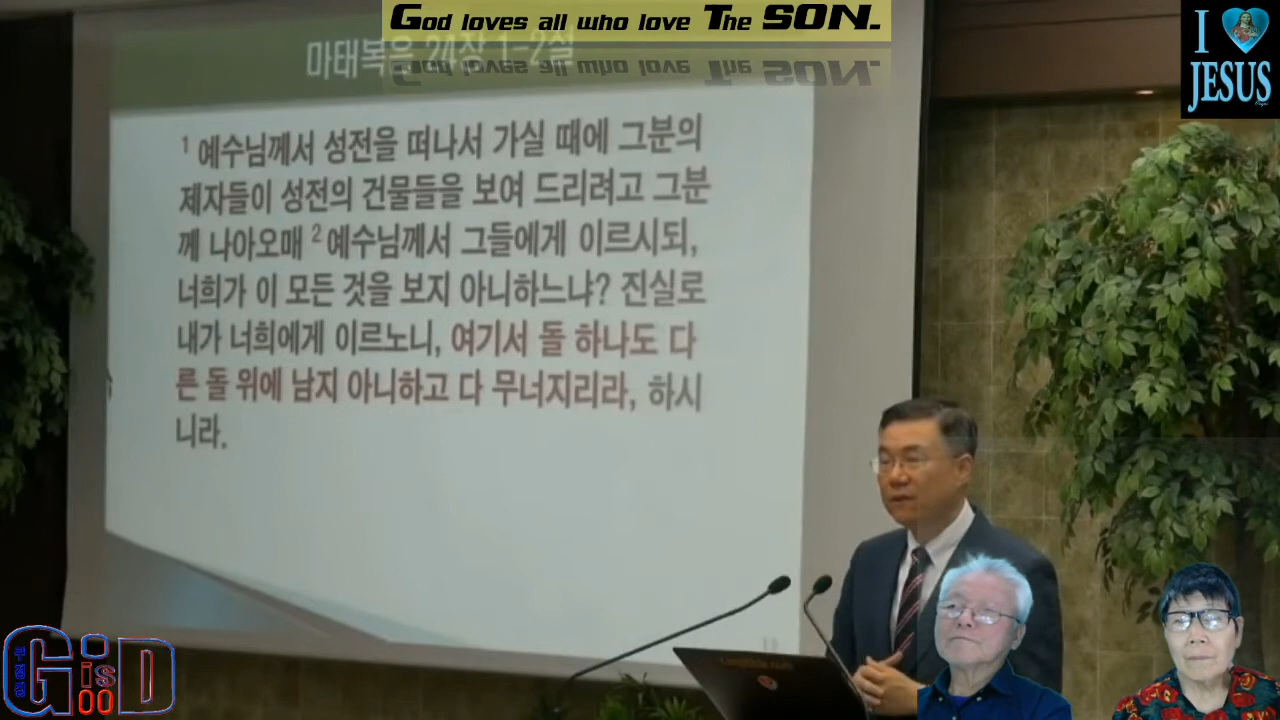 God loves all who love The SON.
I
JESUS
마태복음 24장 1-2절
1 예수님께서 성전을 떠나서 가실 때에 그분의
제자들이 성전의 건물들을 보여 드리려고 그분
께 나아오매 2 예수님께서 그들에게 이르시되,
너희가 이 모든 것을 보지 아니하느냐? 진실로
내가 너희에게 이르노니, 여기서 돌 하나도 다
른 돌 위에 남지 아니하고 다 무너지리라, 하시
니라.
GisooD